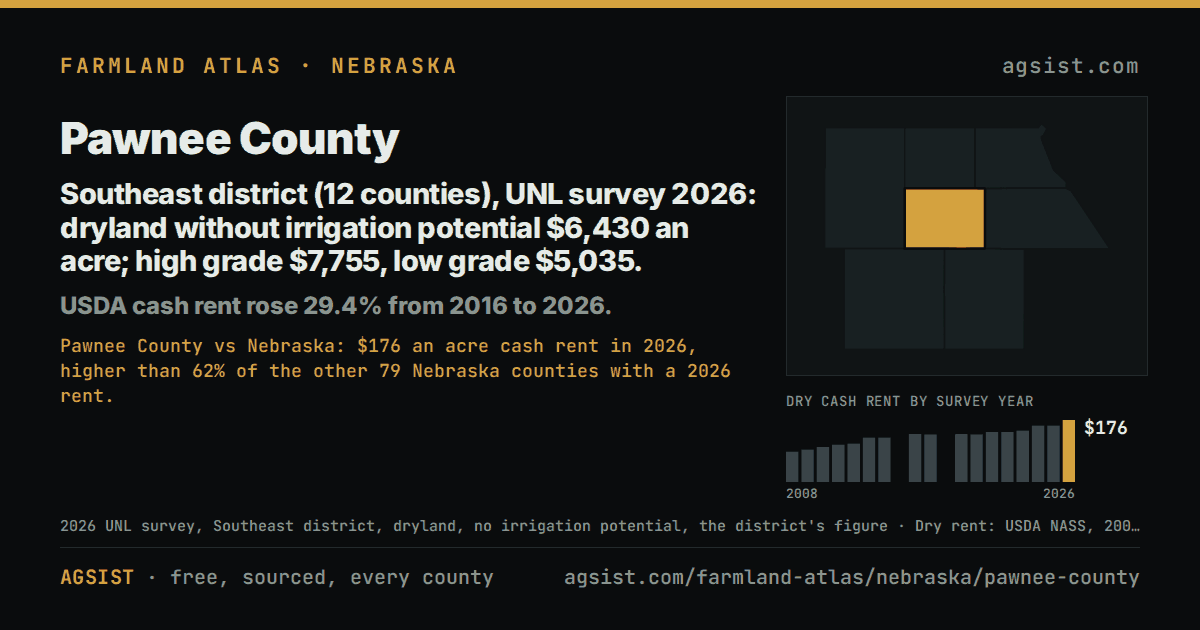 FARMLAND ATLAS · NEBRASKA
agsist.com
Pawnee County
Southeast district (12 counties), UNL survey 2026:
dryland without irrigation potential $6,430 an
acre; high grade $7,755, low grade $5,035.
USDA cash rent rose 29.4% from 2016 to 2026.
Pawnee County vs Nebraska: $176 an acre cash rent in 2026,
higher than 62% of the other 79 Nebraska counties with a 2026
rent.
DRY CASH RENT BY SURVEY YEAR
$176
2008
2026
2026 UNL survey, Southeast district, dryland, no irrigation potential, the district's figure · Dry rent: USDA NASS, 200…
AGSIST · free, sourced, every county
agsist.com/farmland-atlas/nebraska/pawnee-county